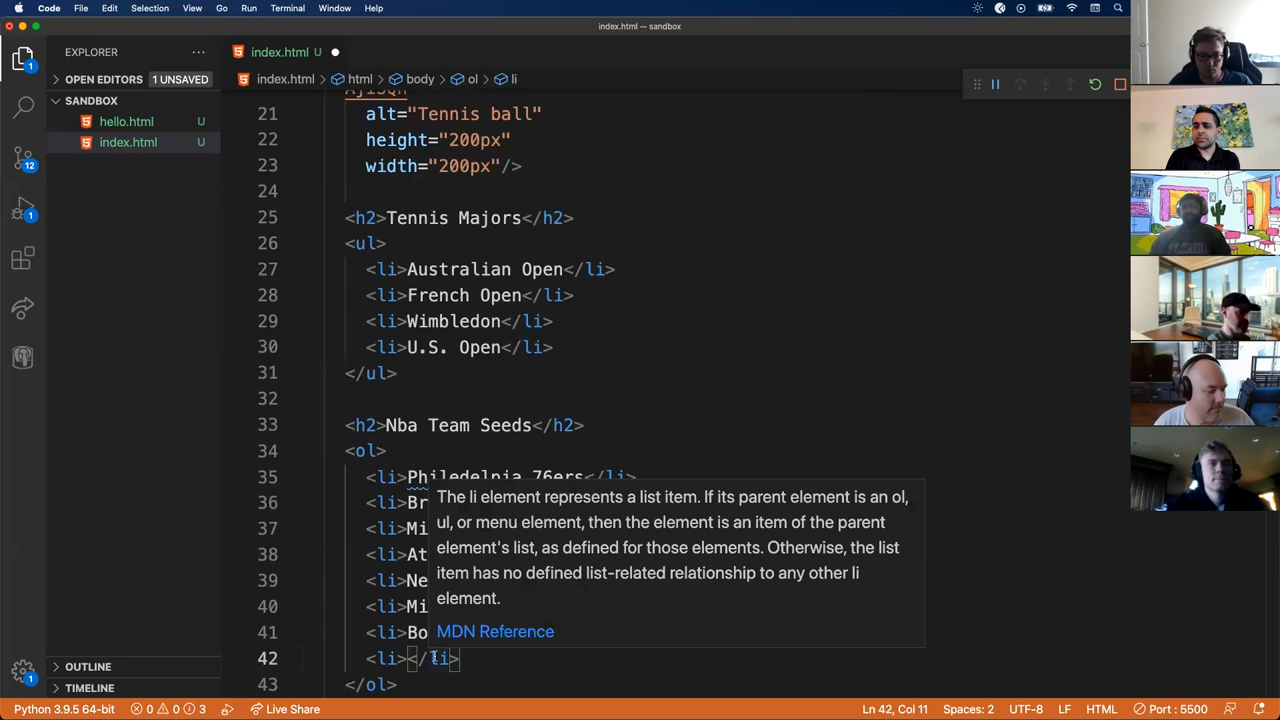 Code File Edit Selection View Go Run Terminal Window Help
index.html — sandbox
EXPLORER
index.html U
OPEN EDITORS 1 UNSAVED
index.html html body ol li
SANDBOX
hello.html U
index.html U
21 alt="Tennis ball"
22 height="200px"
23 width="200px"/>
24
25 <h2>Tennis Majors</h2>
26 <ul>
27 <li>Australian Open</li>
28 <li>French Open</li>
29 <li>Wimbledon</li>
30 <li>U.S. Open</li>
31 </ul>
32
33 <h2>Nba Team Seeds</h2>
34 <ol>
35 <li>Philedelpia 76ers</li>
36 <li>Br
37 <li>Mi
38 <li>At
39 <li>Ne
40 <li>Mi
41 <li>Bo
42 <li></li>
43 </ol>
The li element represents a list item. If its parent element is an ol,
ul, or menu element, then the element is an item of the parent
element's list, as defined for those elements. Otherwise, the list
item has no defined list-related relationship to any other li
element.
MDN Reference
1
12
1
1
OUTLINE
TIMELINE
Python 3.9.5 64-bit 0 0 3 Live Share Ln 42, Col 11 Spaces: 2 UTF-8 LF HTML Port : 5500